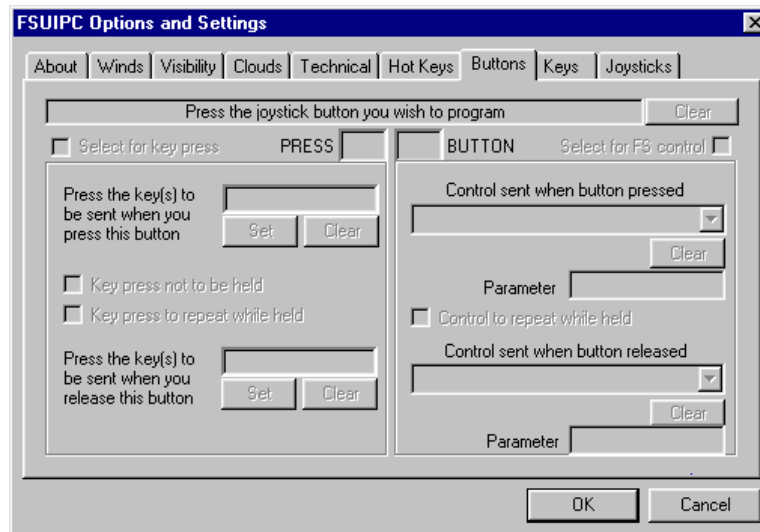 FSUIPC Options and Settings
About Winds Visibility Clouds Technical Hot Keys Buttons Keys Joysticks
Press the joystick button you wish to program Clear
Select for key press PRESS BUTTON Select for FS control
Press the key(s) to
be sent when you
press this button
Set Clear
Key press not to be held
Key press to repeat while held
Press the key(s) to
be sent when you
release this button
Set Clear
Control sent when button pressed
Clear
Parameter
Control to repeat while held
Control sent when button released
Clear
Parameter
OK Cancel